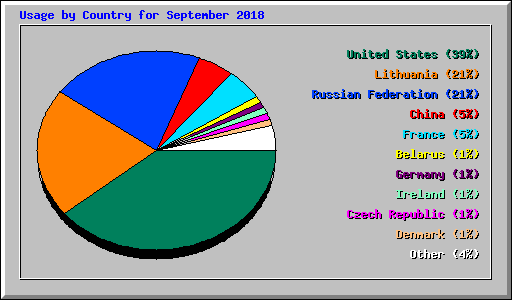 Usage by Country for September 2018
United States (39%)
Lithuania (21%)
Russian Federation (21%)
China (5%)
France (5%)
Belarus (1%)
Germany (1%)
Ireland (1%)
Czech Republic (1%)
Denmark (1%)
Other (4%)